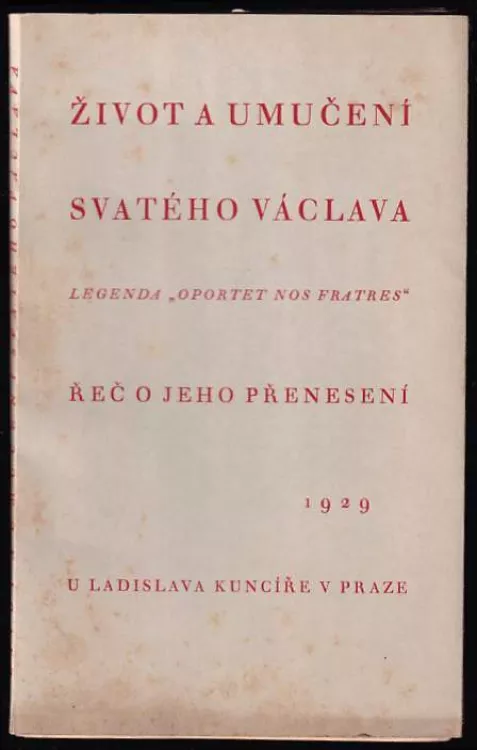 ŽIVOT A UMUČENÍ
SVATÉHO VÁCLAVA
LEGENDA „OPORTET NOS FRATRES“
ŘEČ O JEHO PŘENESENÍ
1929
U LADISLAVA KUNCÍŘE V PRAZE